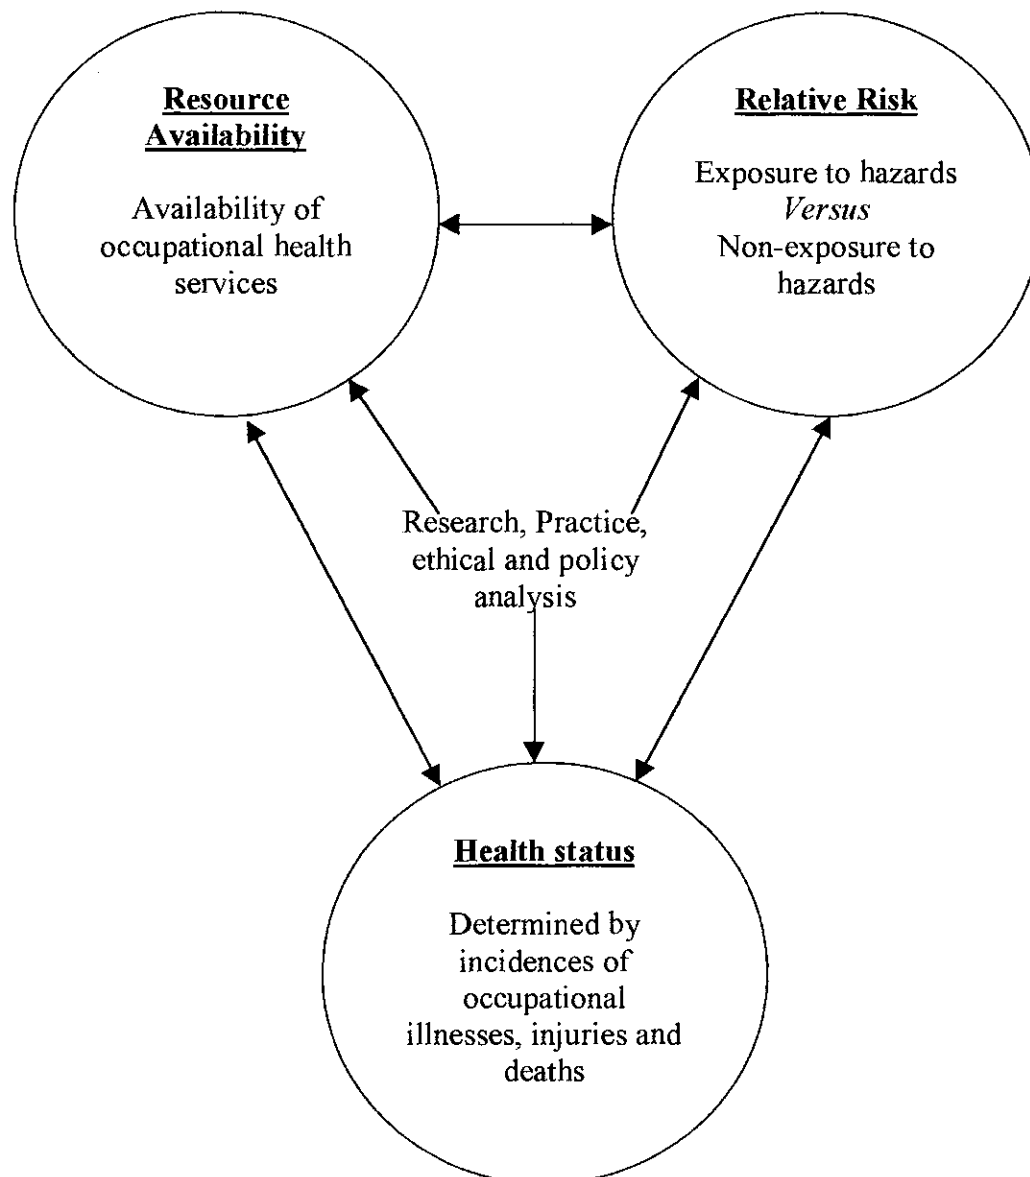 Resource
Availability
Availability of
occupational health
services
Relative Risk
Exposure to hazards
Versus
Non-exposure to
hazards
Research, Practice,
ethical and policy
analysis
Health status
Determined by
incidences of
occupational
illnesses, injuries and
deaths